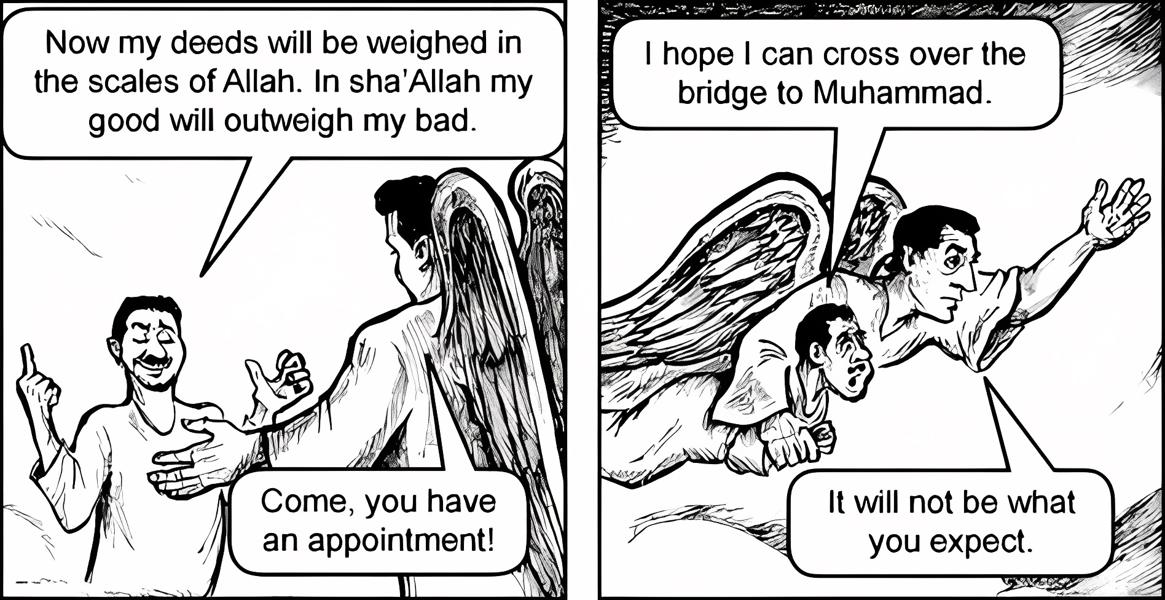 Now my deeds will be weighed in
the scales of Allah. In sha'Allah my
good will outweigh my bad.
Come, you have
an appointment!
I hope I can cross over the
bridge to Muhammad.
It will not be what
you expect.